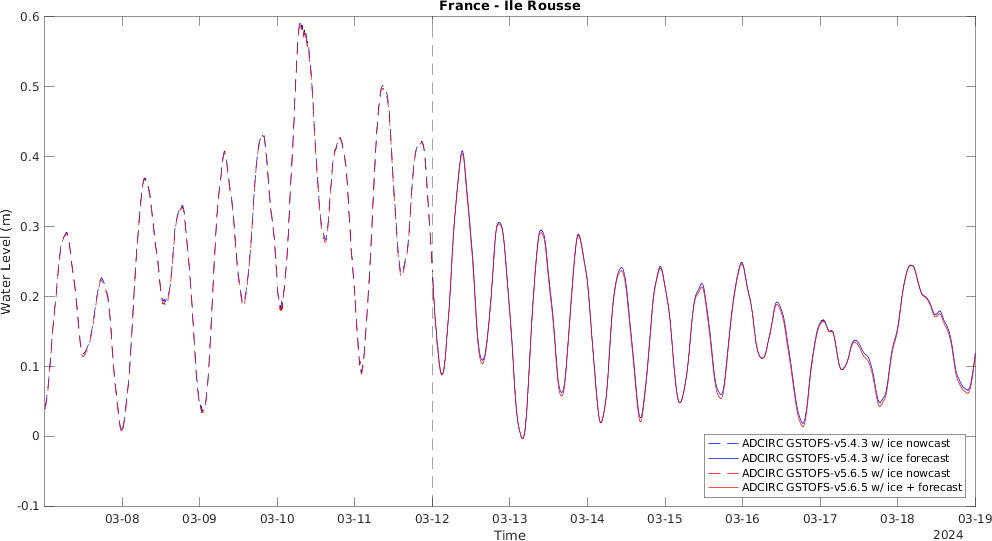 France - Ile Rousse
Water Level (m)
0.6
0.5
0.4
0.3
0.2
0.1
0
-0.1
03-08 03-09 03-10 03-11 03-12 03-13 03-14 03-15 03-16 03-17 03-18 03-19
Time
2024
ADCIRC GSTOFS-v5.4.3 w/ ice nowcast
ADCIRC GSTOFS-v5.4.3 w/ ice forecast
ADCIRC GSTOFS-v5.6.5 w/ ice nowcast
ADCIRC GSTOFS-v5.6.5 w/ ice + forecast